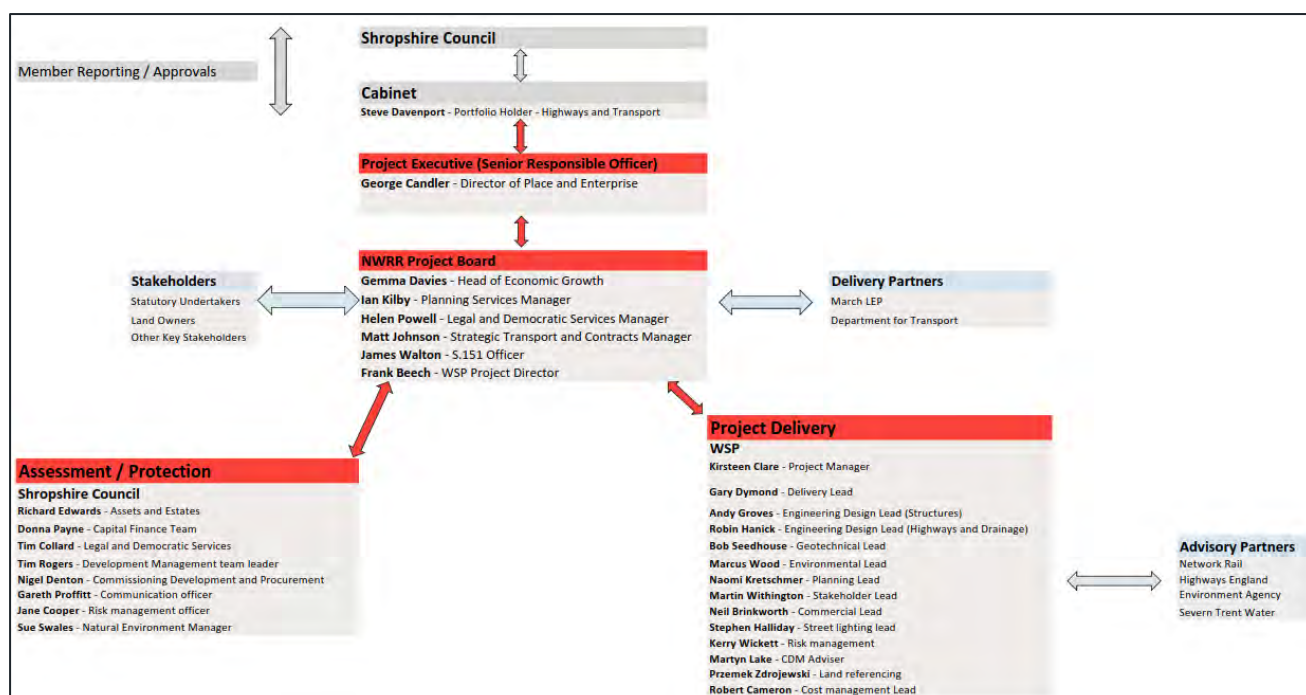 Shropshire Council
Member Reporting / Approvals
Cabinet
Steve Davenport - Portfolio Holder - Highways and Transport
Project Executive (Senior Responsible Officer)
George Candler - Director of Place and Enterprise
NWRR Project Board
Gemma Davies - Head of Economic Growth
Ian Kilby - Planning Services Manager
Helen Powell - Legal and Democratic Services Manager
Matt Johnson - Strategic Transport and Contracts Manager
James Walton - S.151 Officer
Frank Beech - WSP Project Director
Stakeholders
Statutory Undertakers
Land Owners
Other Key Stakeholders
Delivery Partners
March LEP
Department for Transport
Assessment / Protection
Shropshire Council
Richard Edwards - Assets and Estates
Donna Payne - Capital Finance Team
Tim Collard - Legal and Democratic Services
Tim Rogers - Development Management team leader
Nigel Denton - Commissioning Development and Procurement
Gareth Proffitt - Communication officer
Jane Cooper - Risk management officer
Sue Swales - Natural Environment Manager
Project Delivery
WSP
Kirsteen Clare - Project Manager
Gary Dymond - Delivery Lead
Andy Groves - Engineering Design Lead (Structures)
Robin Hanick - Engineering Design Lead (Highways and Drainage)
Bob Seedhouse - Geotechnical Lead
Marcus Wood - Environmental Lead
Naomi Kretschmer - Planning Lead
Martin Withington - Stakeholder Lead
Neil Brinkworth - Commercial Lead
Stephen Halliday - Street lighting lead
Kerry Wickett - Risk management
Martyn Lake - CDM Adviser
Przemek Zdrojewski - Land referencing
Robert Cameron - Cost management Lead
Advisory Partners
Network Rail
Highways England
Environment Agency
Severn Trent Water